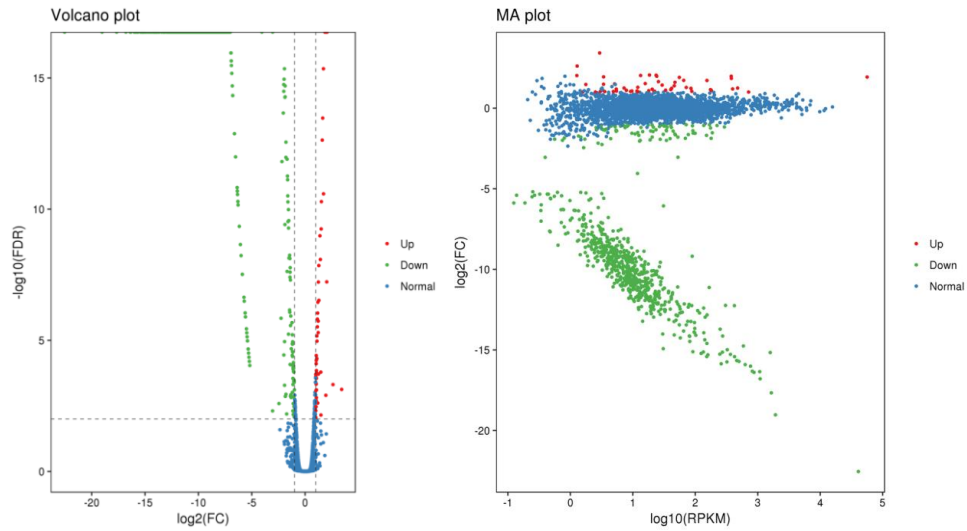 Volcano plot
15
10
5
0
-log10(FDR)
-20
-15
-10
-5
0
log2(FC)
Up
Down
Normal
MA plot
0
-5
-10
-15
-20
log2(FC)
-1
0
1
2
3
4
5
log10(RPKM)
Up
Down
Normal